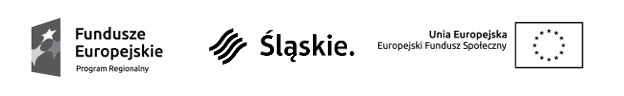 Fundusze
Europejskie
Program Regionalny
Śląskie.
Unia Europejska
Europejski Fundusz Społeczny